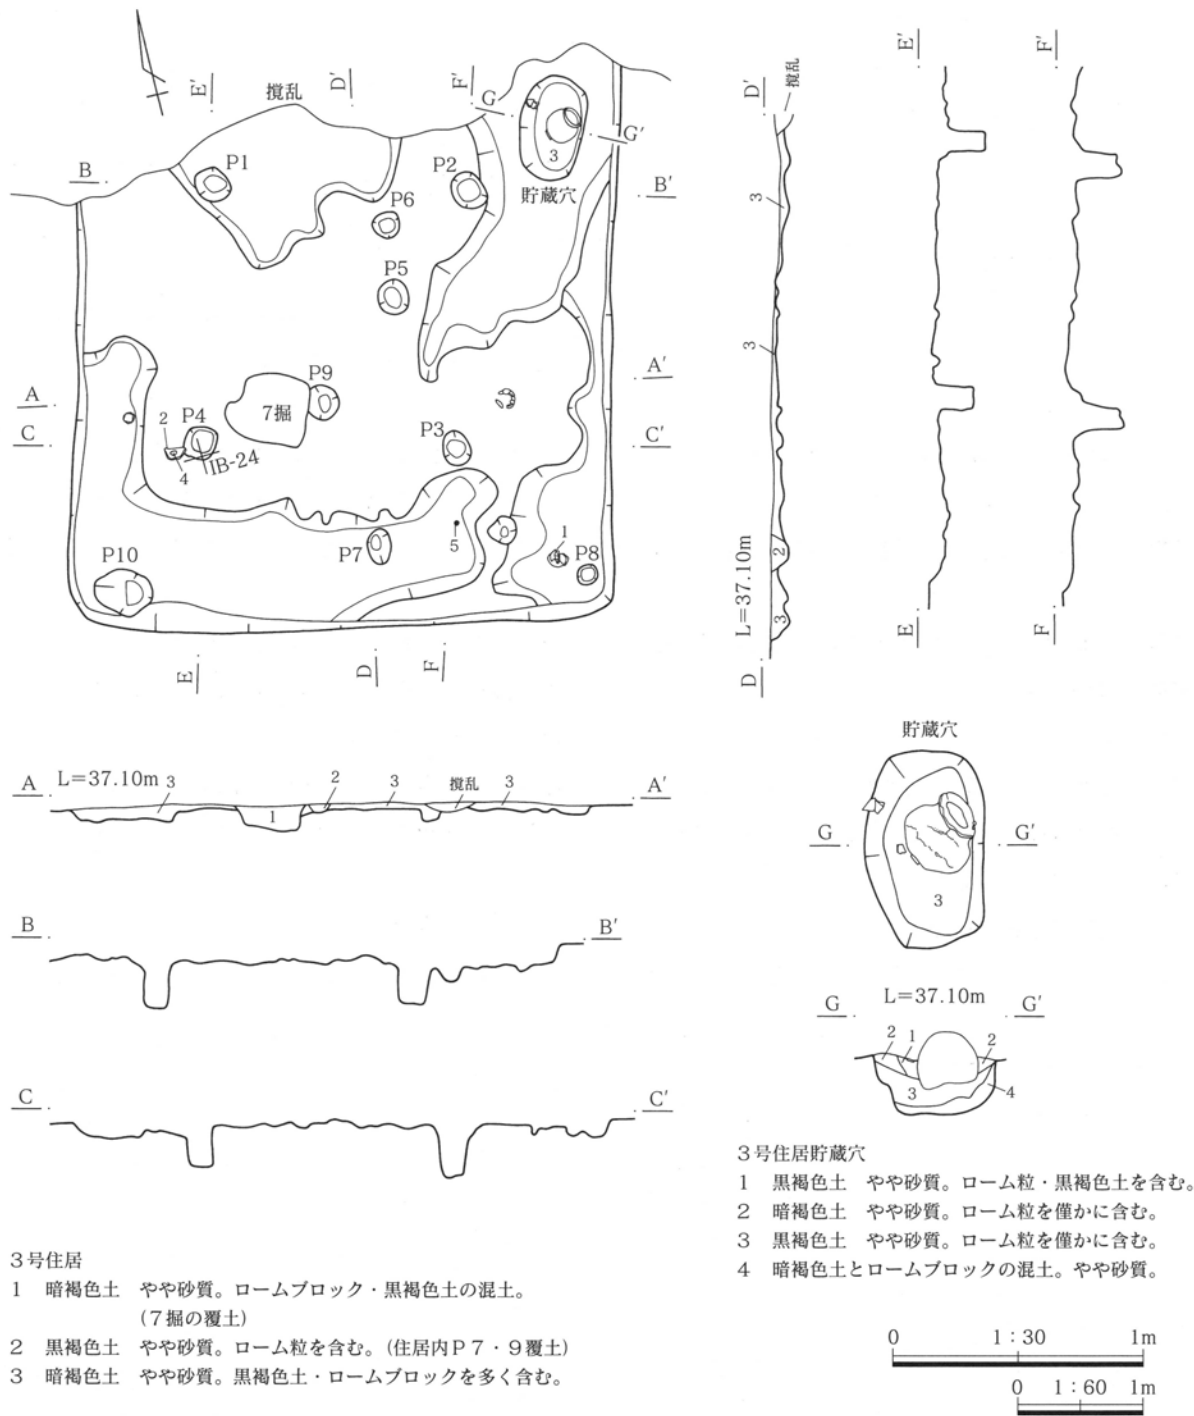 E′
撹乱
D′
F′
G
G′
3
貯蔵穴
B
B′
P1
P2
P6
P5
A
A′
P9
7掘
C
C′
2
P4
4
IB-24
P3
P10
P7
5
1
P8
E
D
F
D′
撹乱
3
3
2
3
L=37.10m
D
E′
E
F′
F
A
L=37.10m
3
1
2
3
撹乱
3
A′
B
B′
C
C′
貯蔵穴
G
G′
3
G
L=37.10m
G′
2
1
2
3
4
3号住居貯蔵穴
1 黒褐色土 やや砂質。ローム粒・黒褐色土を含む。
2 暗褐色土 やや砂質。ローム粒を僅かに含む。
3 黒褐色土 やや砂質。ローム粒を僅かに含む。
4 暗褐色土とロームブロックの混土。やや砂質。
3号住居
1 暗褐色土 やや砂質。ロームブロック・黒褐色土の混土。
(7掘の覆土)
2 黒褐色土 やや砂質。ローム粒を含む。(住居内P7・9覆土)
3 暗褐色土 やや砂質。黒褐色土・ロームブロックを多く含む。
0 1:30 1m
0 1:60 1m